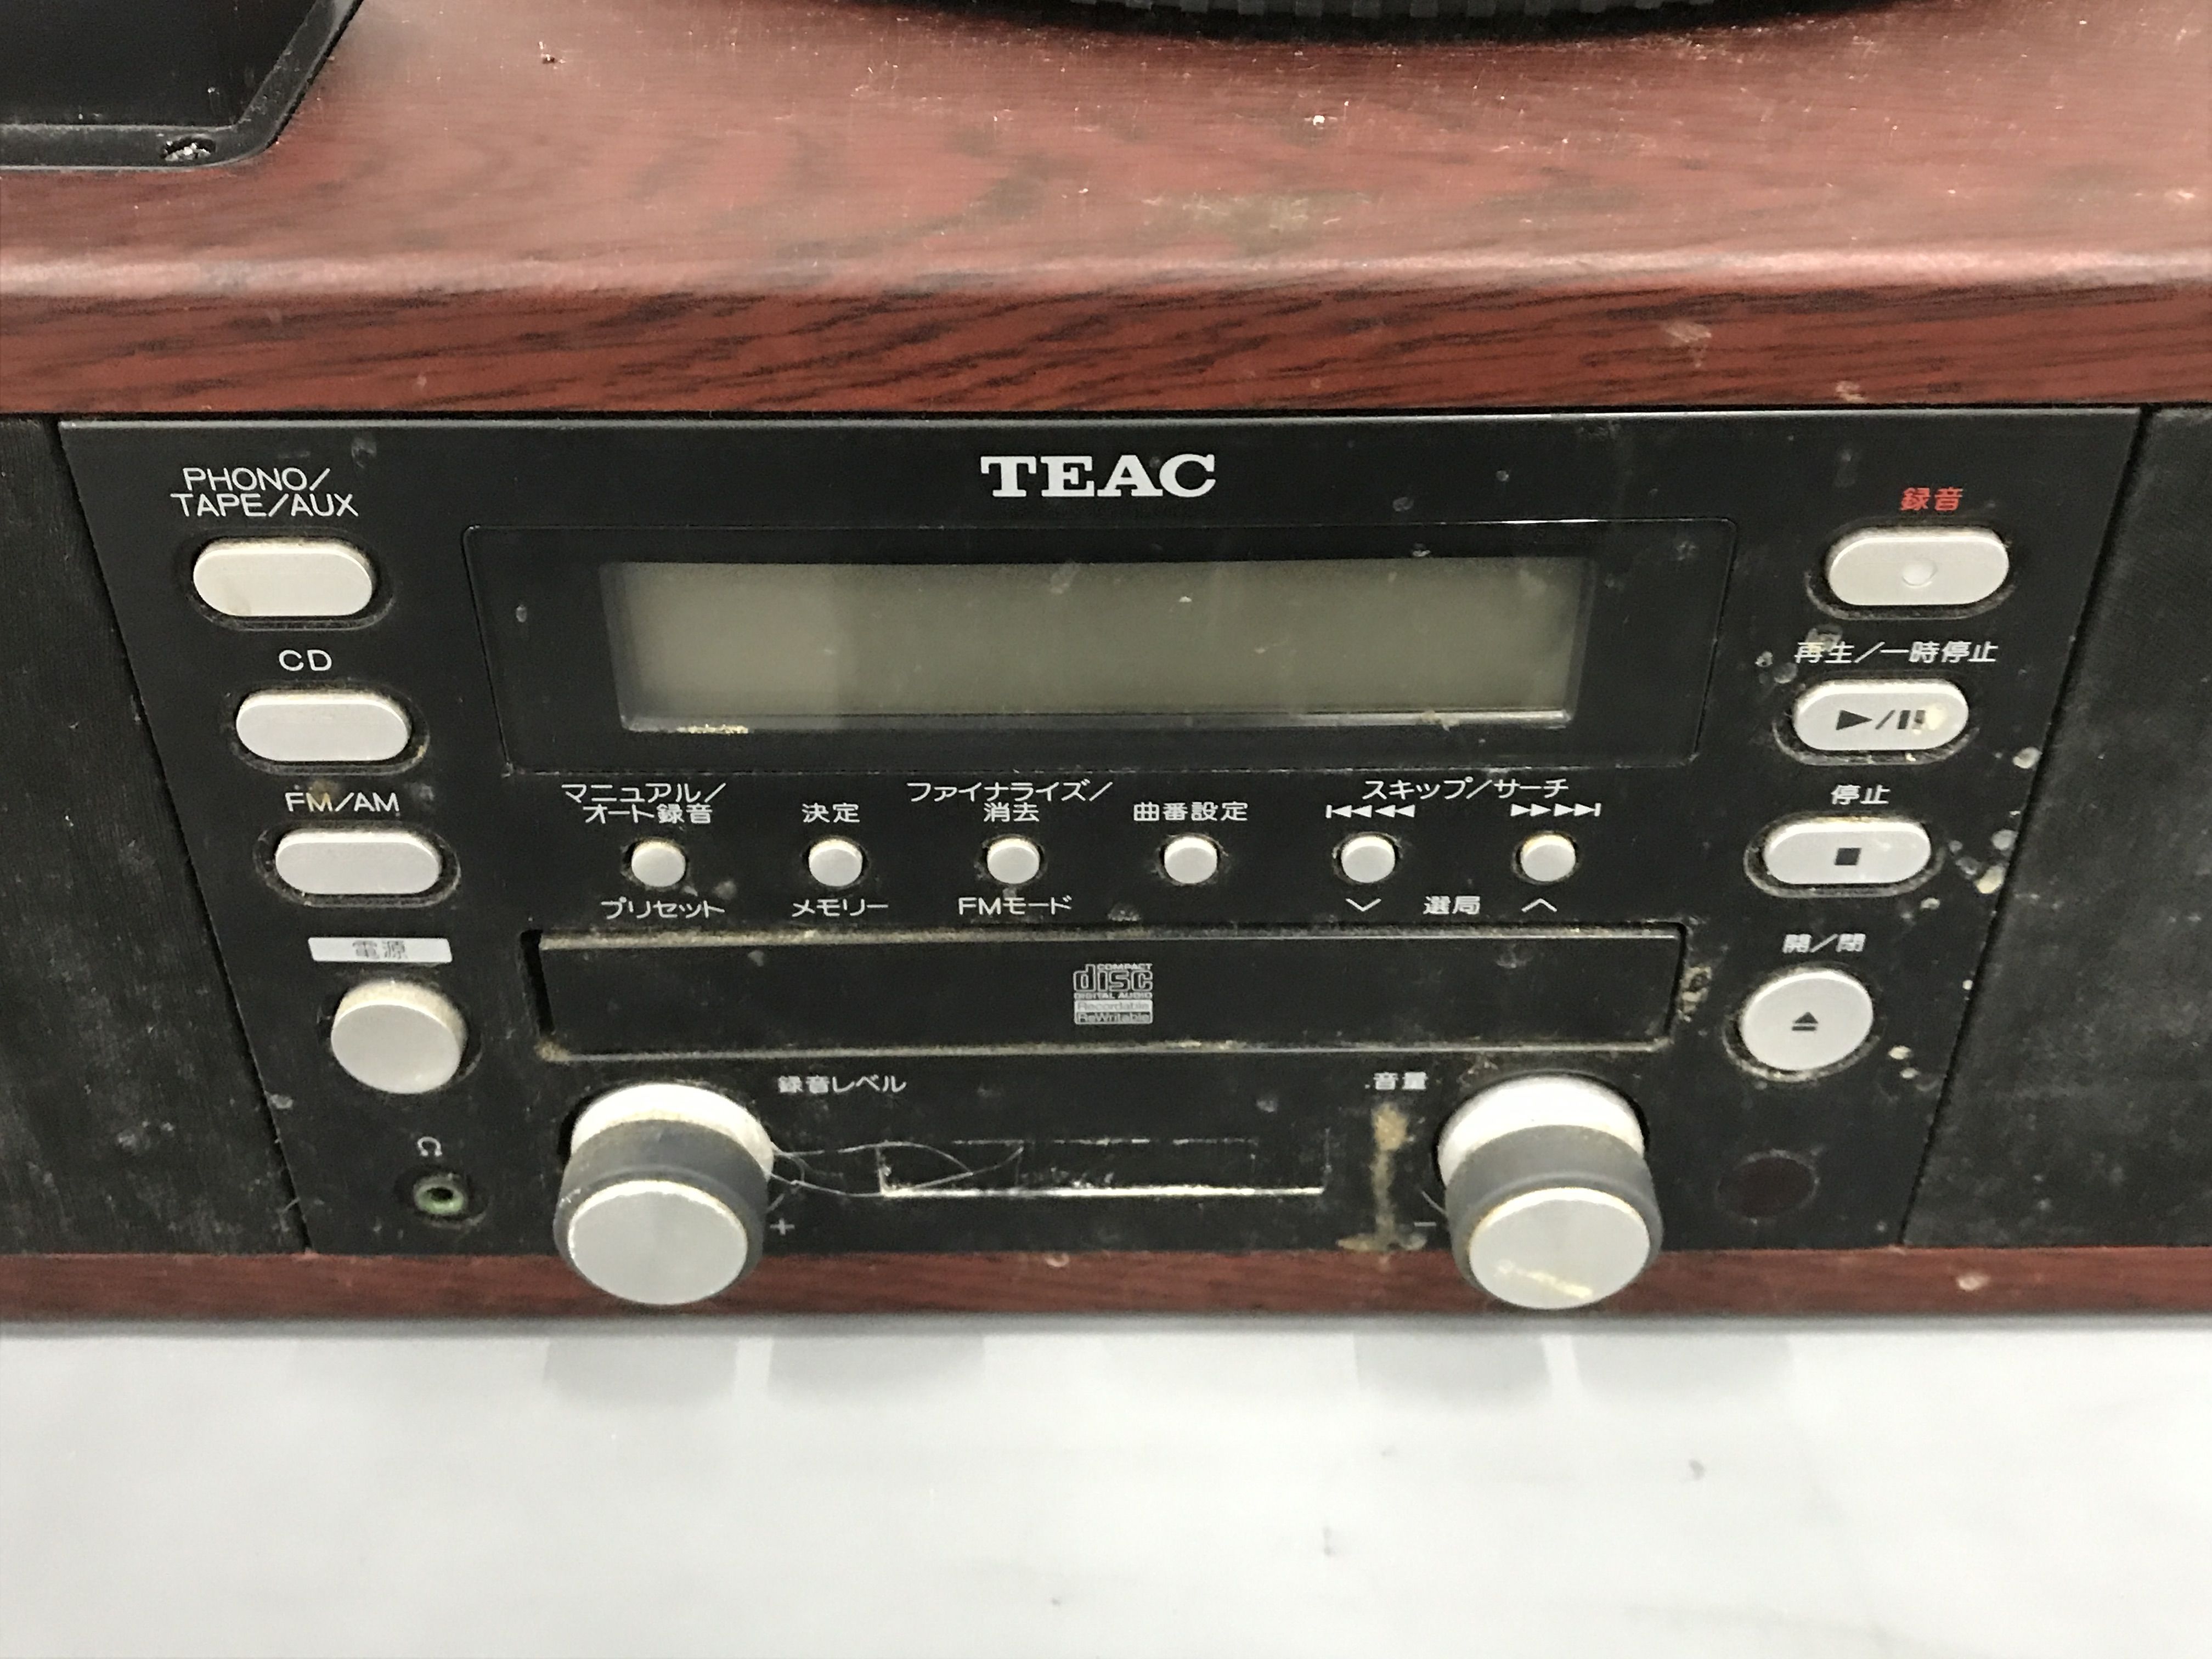 TEAC
PHONO/
TAPE/AUX
録音
CD
再生/一時停止
FM/AM
マニュアル/
オート録音
決定
ファイナライズ/
消去
曲番設定
スキップ/サーチ
停止
プリセット
メモリー
FMモード
選局
電源
開/閉
COMPACT
disc
DIGITAL AUDIO
Recordable
ReWritable
録音レベル
音量
+
−